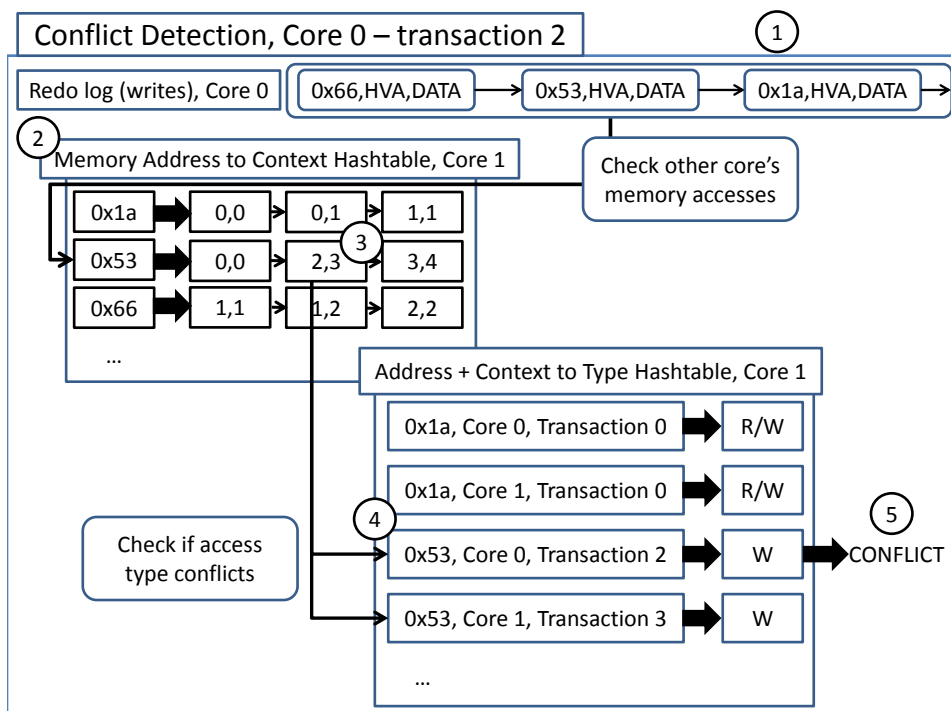 Conflict Detection, Core 0 – transaction 2
1
Redo log (writes), Core 0
0x66,HVA,DATA
0x53,HVA,DATA
0x1a,HVA,DATA
2
Memory Address to Context Hashtable, Core 1
Check other core's
memory accesses
0x1a
0,0
0,1
1,1
3
0x53
0,0
2,3
3,4
0x66
1,1
1,2
2,2
...
Address + Context to Type Hashtable, Core 1
0x1a, Core 0, Transaction 0
R/W
0x1a, Core 1, Transaction 0
R/W
4
5
Check if access
type conflicts
0x53, Core 0, Transaction 2
W
CONFLICT
0x53, Core 1, Transaction 3
W
...